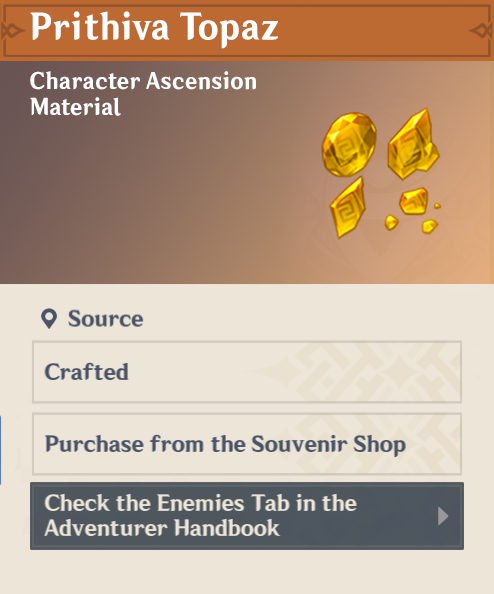 Prithiva Topaz
Character Ascension
Material
Source
Crafted
Purchase from the Souvenir Shop
Check the Enemies Tab in the
Adventurer Handbook